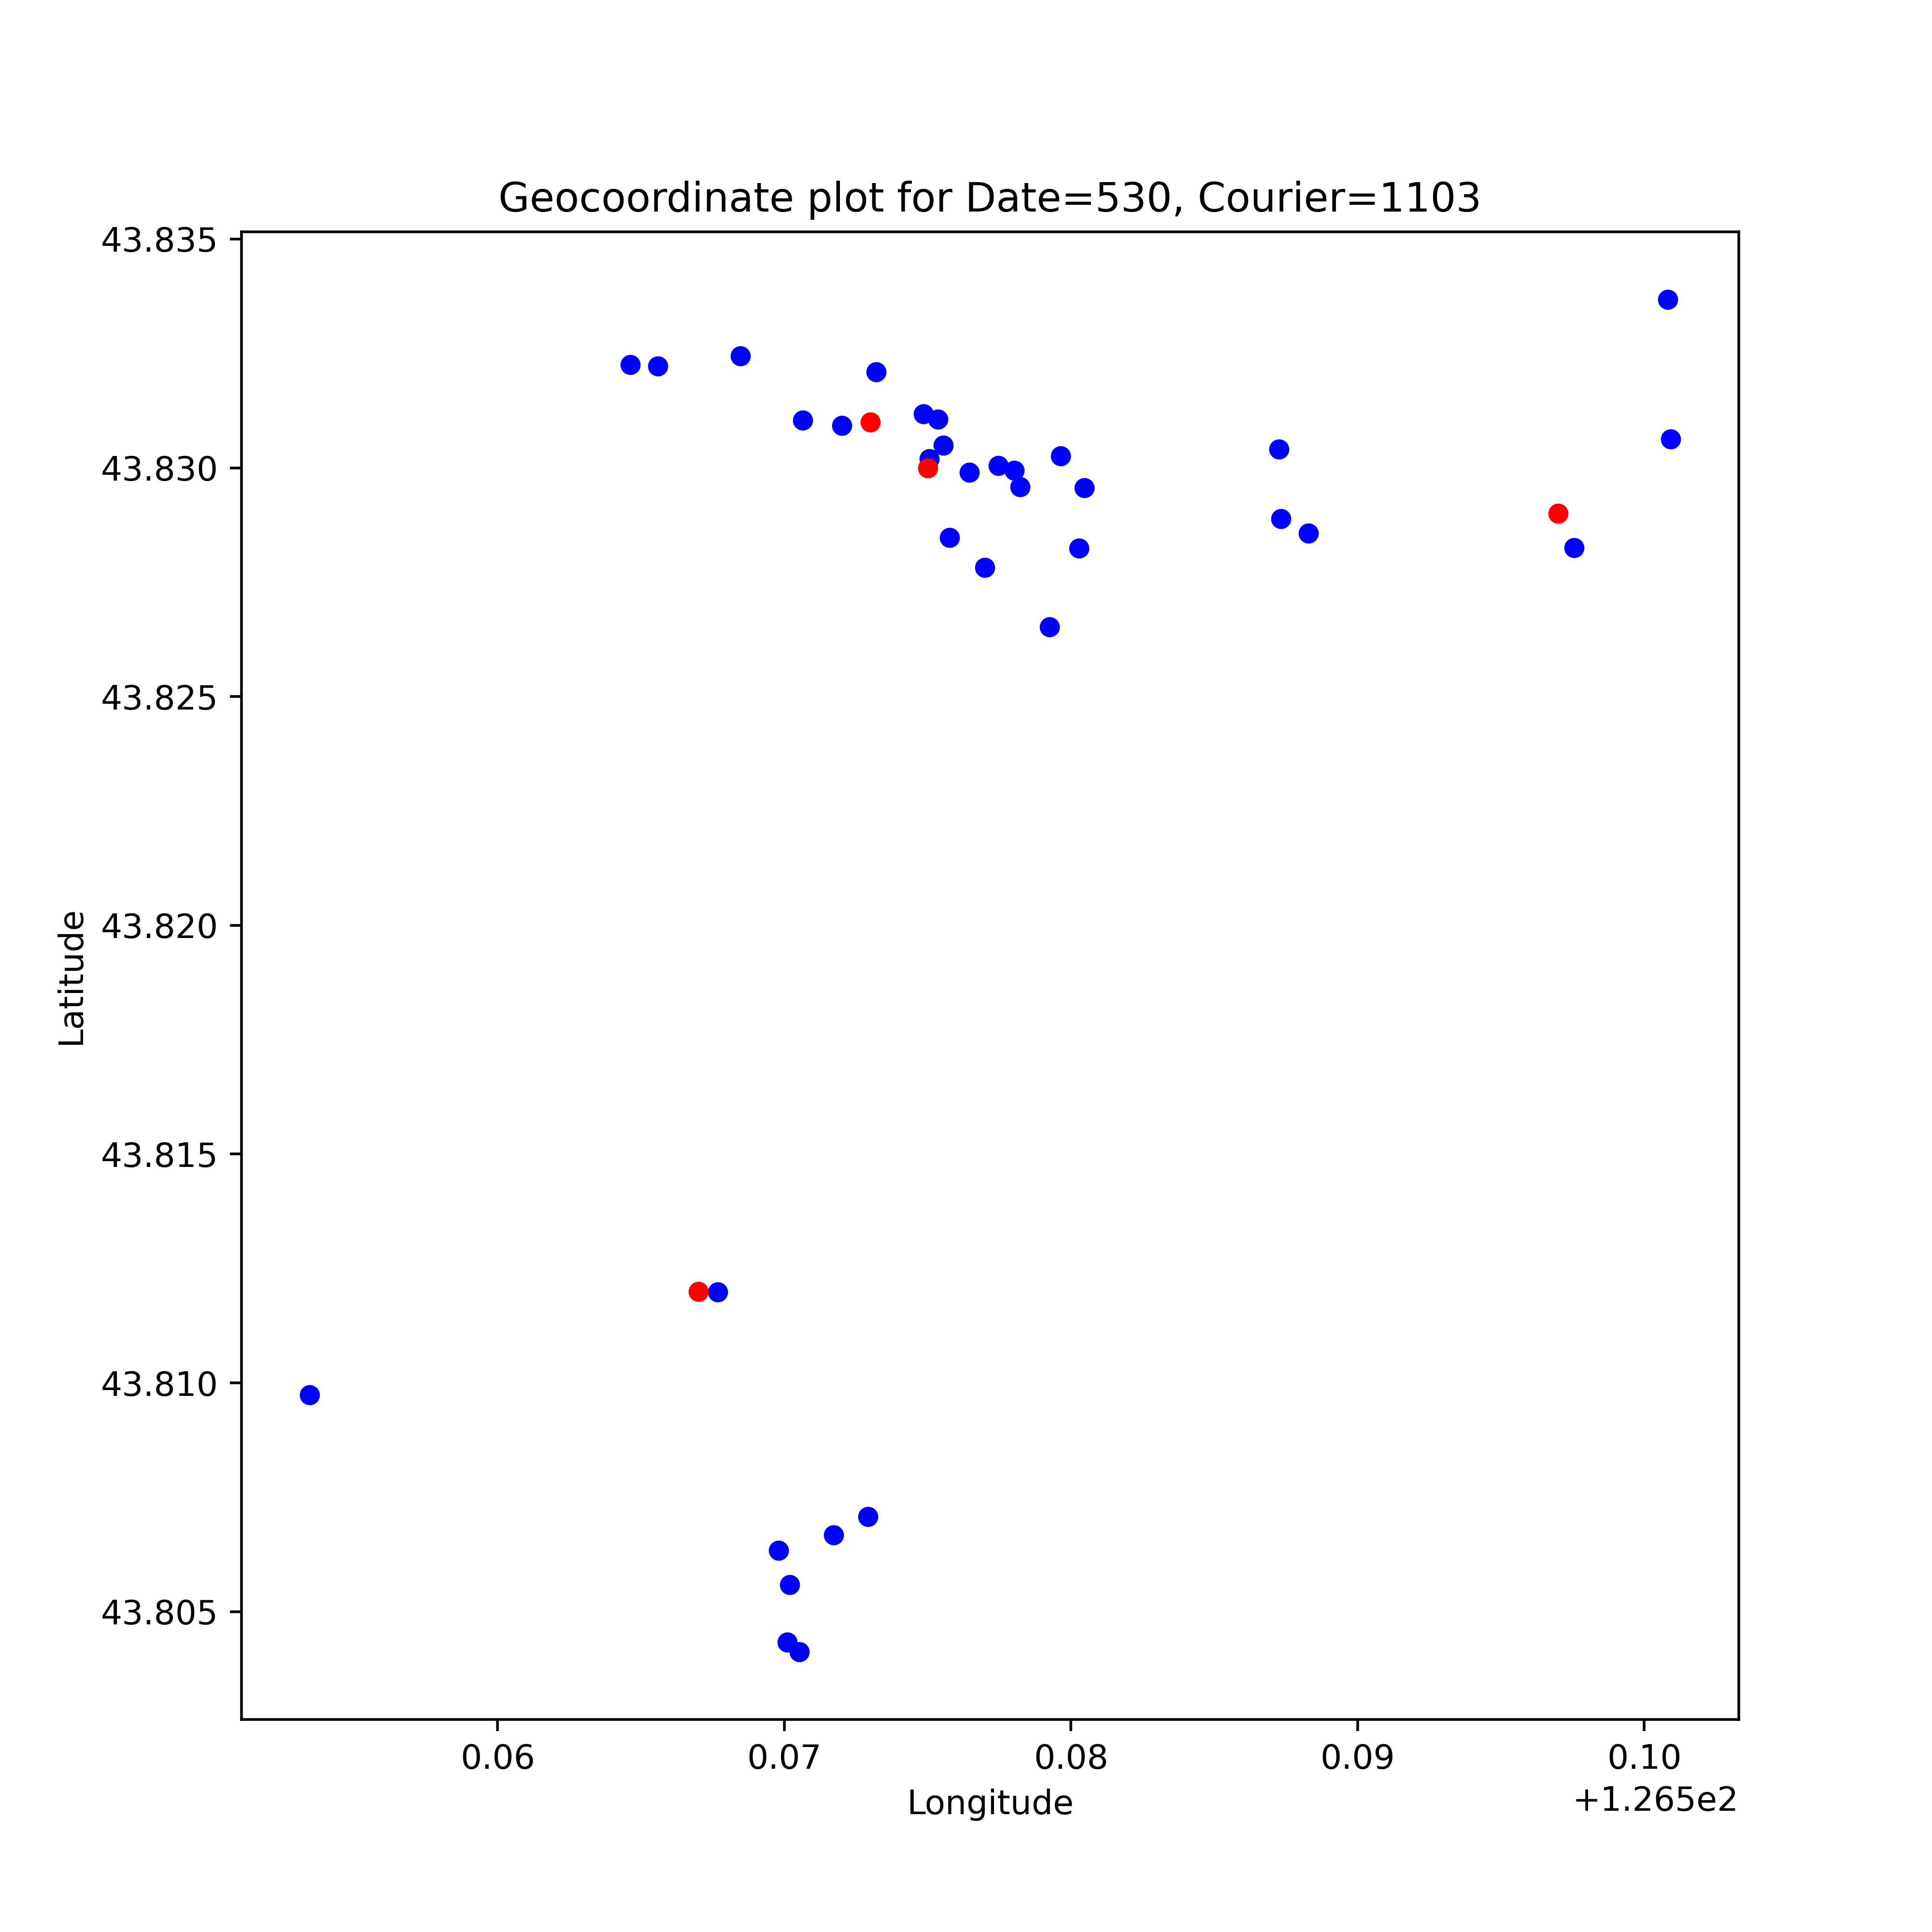 Geocoordinate plot for Date=530, Courier=1103
43.835
43.830
43.825
43.820
43.815
43.810
43.805
Latitude
0.06 0.07 0.08 0.09 0.10
Longitude
+1.265e2